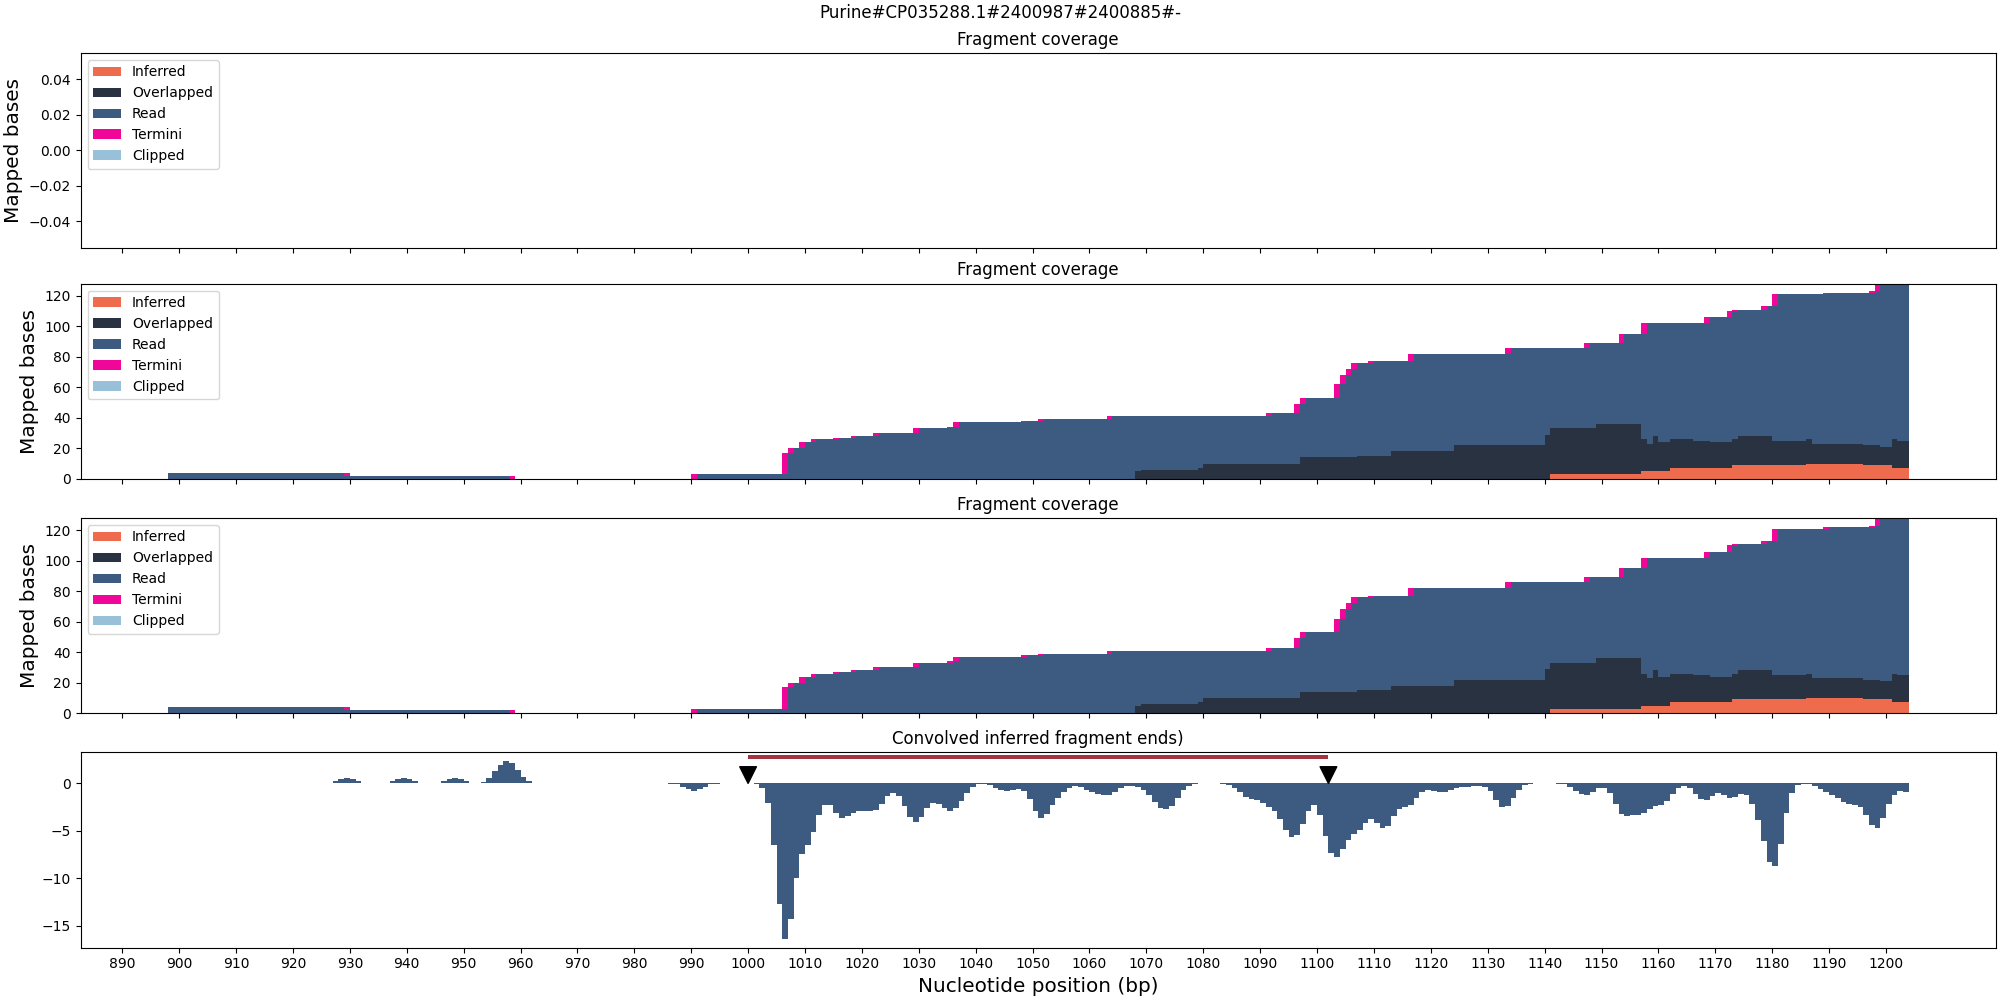 Purine#CP035288.1#2400987#2400885#-
Fragment coverage
Mapped bases
0.04
0.02
0.00
−0.02
−0.04
Inferred
Overlapped
Read
Termini
Clipped
Fragment coverage
Mapped bases
120
100
80
60
40
20
0
Inferred
Overlapped
Read
Termini
Clipped
Fragment coverage
Mapped bases
120
100
80
60
40
20
0
Inferred
Overlapped
Read
Termini
Clipped
Convolved inferred fragment ends)
0
−5
−10
−15
890 900 910 920 930 940 950 960 970 980 990 1000 1010 1020 1030 1040 1050 1060 1070 1080 1090 1100 1110 1120 1130 1140 1150 1160 1170 1180 1190 1200
Nucleotide position (bp)